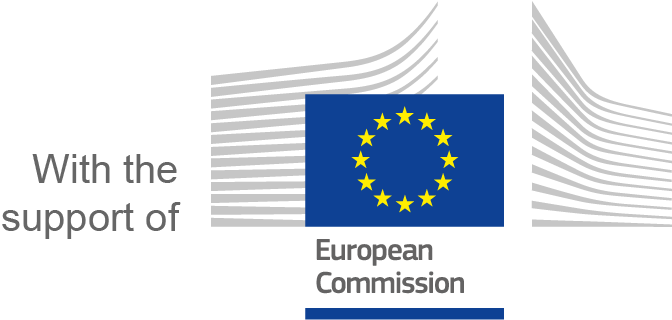 With the
support of
European
Commission